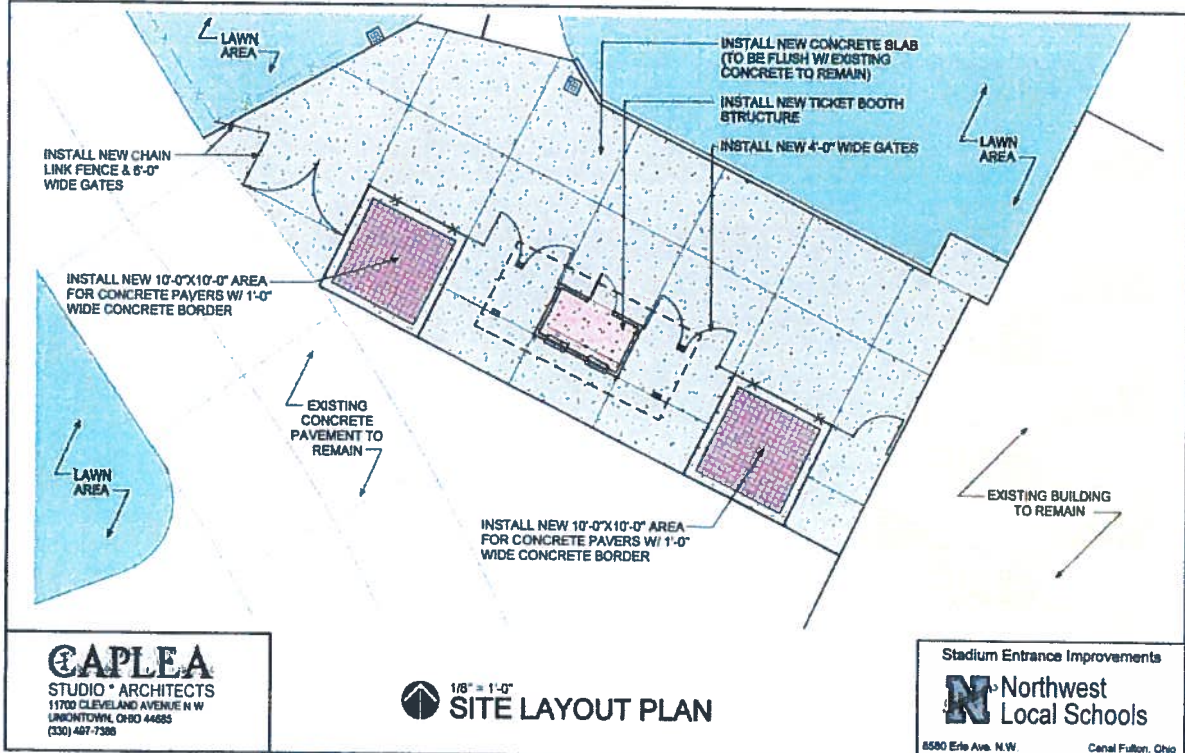 LAWN
AREA
INSTALL NEW CONCRETE SLAB
(TO BE FLUSH W/ EXISTING
CONCRETE TO REMAIN)
INSTALL NEW TICKET BOOTH
STRUCTURE
INSTALL NEW 4'-0" WIDE GATES
LAWN
AREA
INSTALL NEW CHAIN
LINK FENCE & 6'-0"
WIDE GATES
INSTALL NEW 10'-0"X10'-0" AREA
FOR CONCRETE PAVERS W/ 1'-0"
WIDE CONCRETE BORDER
EXISTING
CONCRETE
PAVEMENT TO
REMAIN
LAWN
AREA
INSTALL NEW 10'-0"X10'-0" AREA
FOR CONCRETE PAVERS W/ 1'-0"
WIDE CONCRETE BORDER
EXISTING BUILDING
TO REMAIN
CAPLEA
STUDIO * ARCHITECTS
11700 CLEVELAND AVENUE N W
UNIONTOWN, OHIO 44685
(330) 497-7386
1/8" = 1'-0"
SITE LAYOUT PLAN
Stadium Entrance Improvements
N
Northwest
Local Schools
8580 Erie Ave. N.W. Canal Fulton, Ohio